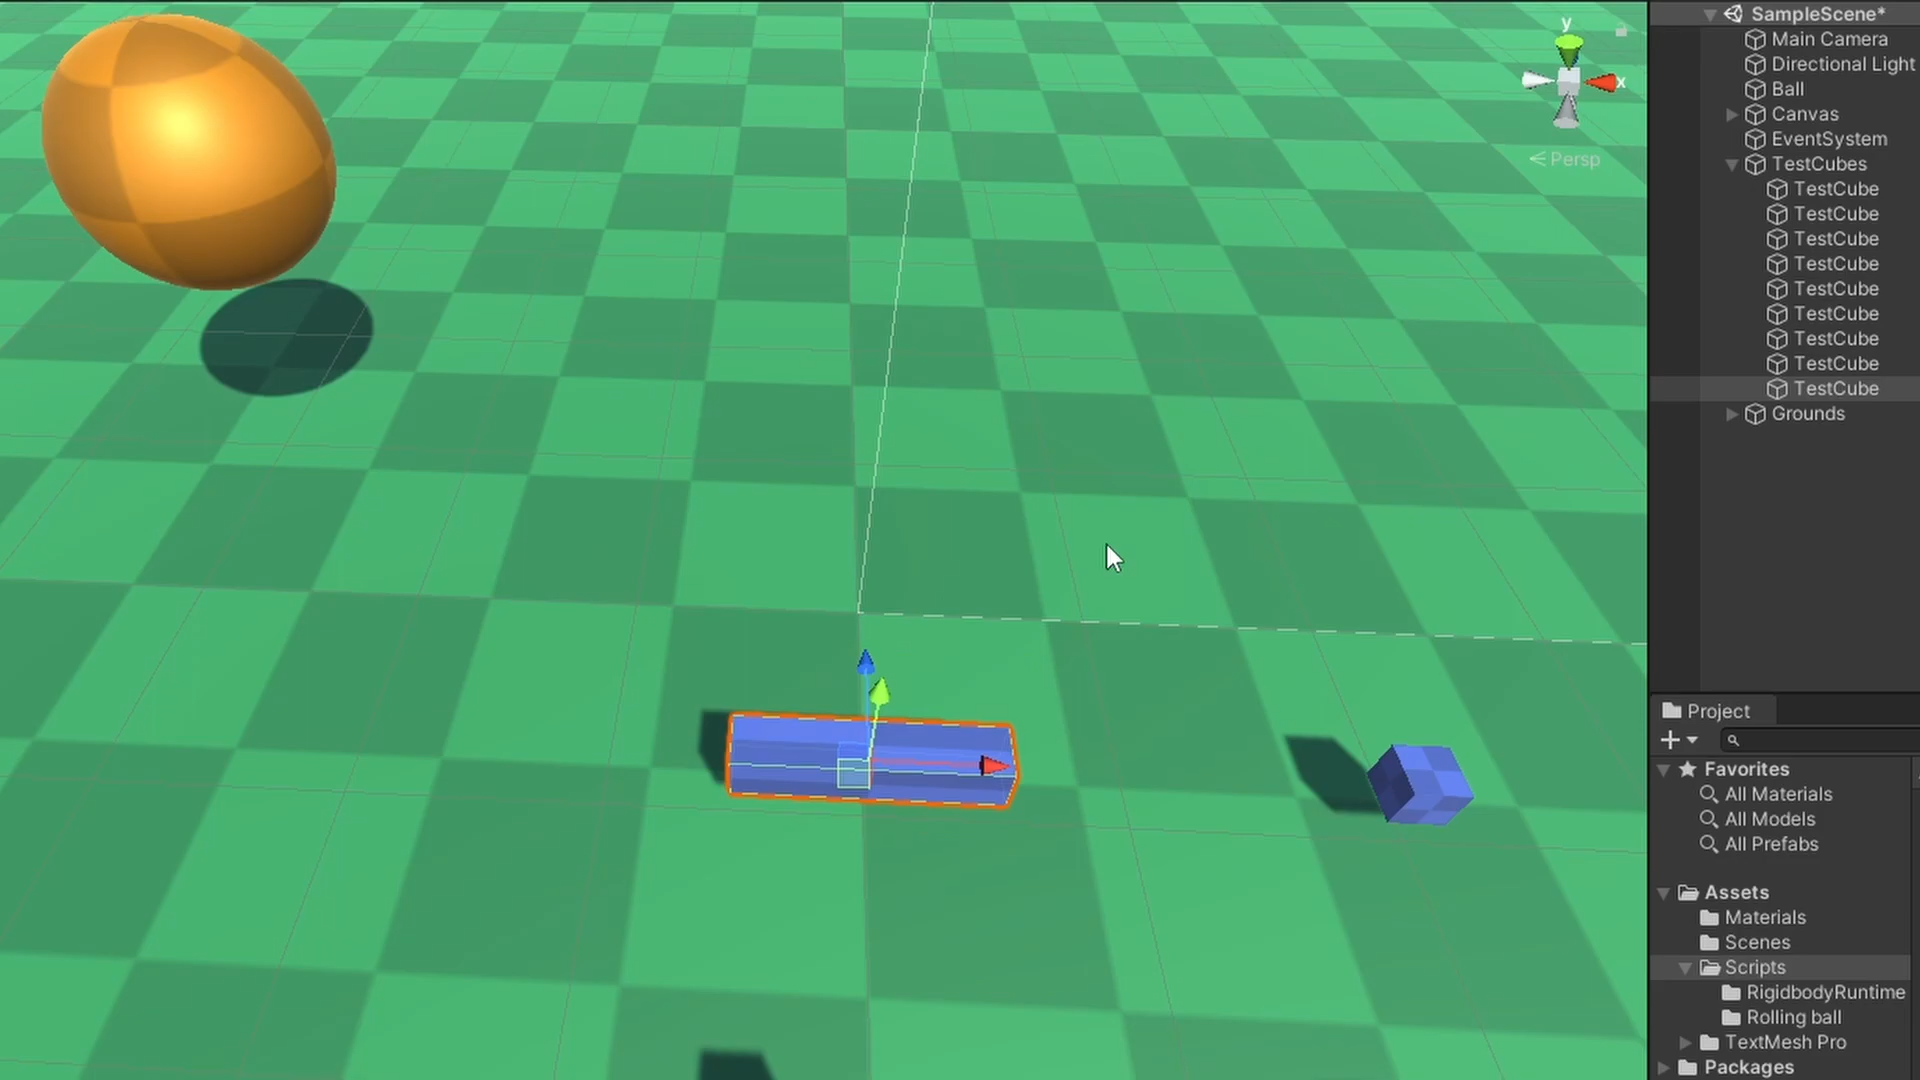 y
x
Persp
SampleScene*
Main Camera
Directional Light
Ball
Canvas
EventSystem
TestCubes
TestCube
TestCube
TestCube
TestCube
TestCube
TestCube
TestCube
TestCube
TestCube
Grounds
Project
Favorites
All Materials
All Models
All Prefabs
Assets
Materials
Scenes
Scripts
RigidbodyRuntime
Rolling ball
TextMesh Pro
Packages